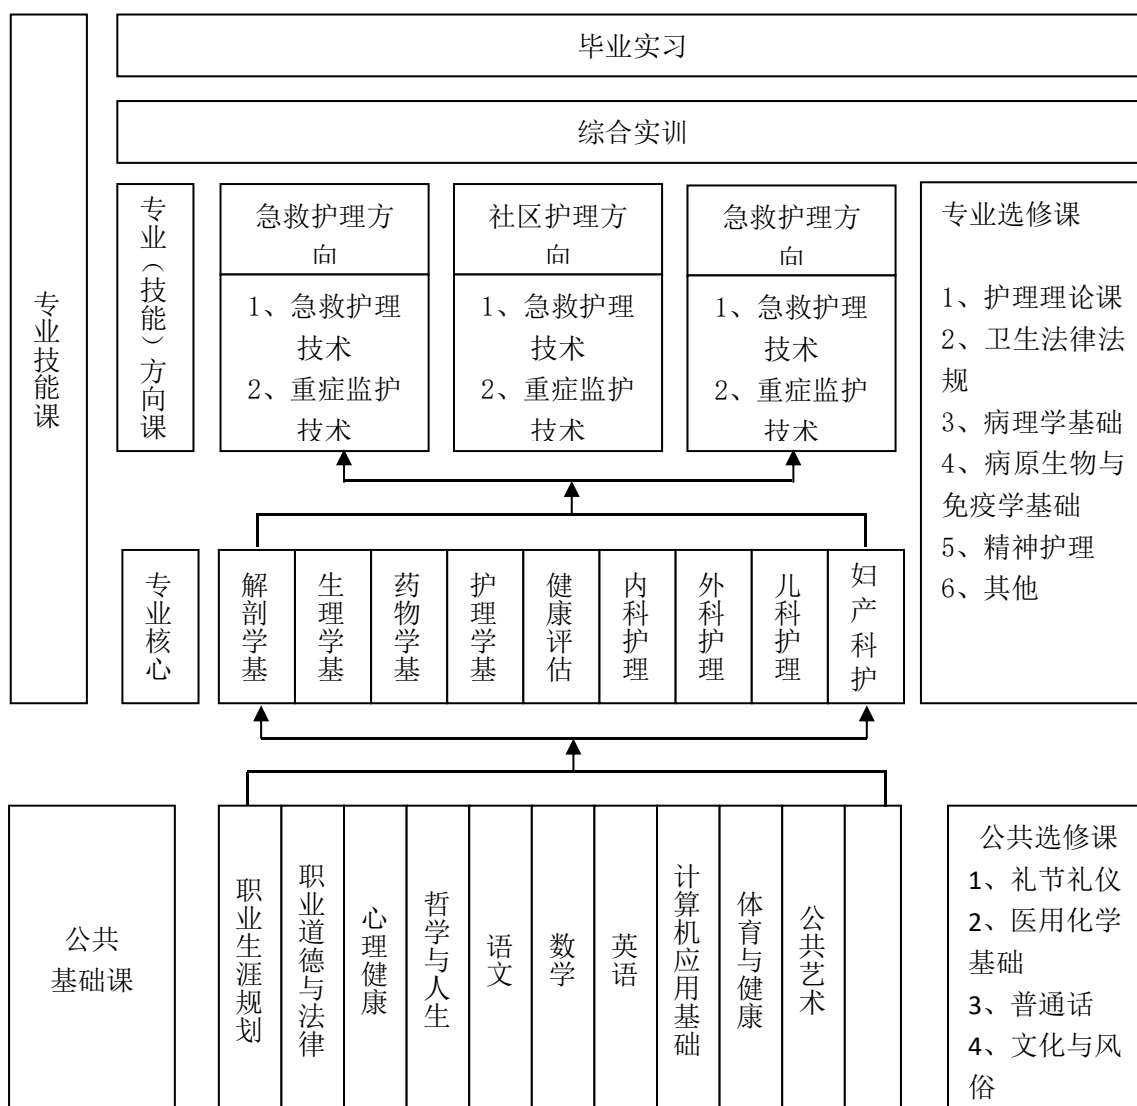 毕业实习
综合实训
专业技能课
专业（技能）方向课
急救护理方
向
1、急救护理
技术
2、重症监护
技术
社区护理方
向
1、急救护理
技术
2、重症监护
技术
急救护理方
向
1、急救护理
技术
2、重症监护
技术
专业选修课
1、护理理论课
2、卫生法律法
规
3、病理学基础
4、病原生物与
免疫学基础
5、精神护理
6、其他
专业核心
解剖学基
生理学基
药物学基
护理学基
健康评估
内科护理
外科护理
儿科护理
妇产科护
公共
基础课
职业生涯规划
职业道德与法律
心理健康
哲学与人生
语文
数学
英语
计算机应用基础
体育与健康
公共艺术
公共选修课
1、礼节礼仪
2、医用化学
基础
3、普通话
4、文化与风
俗